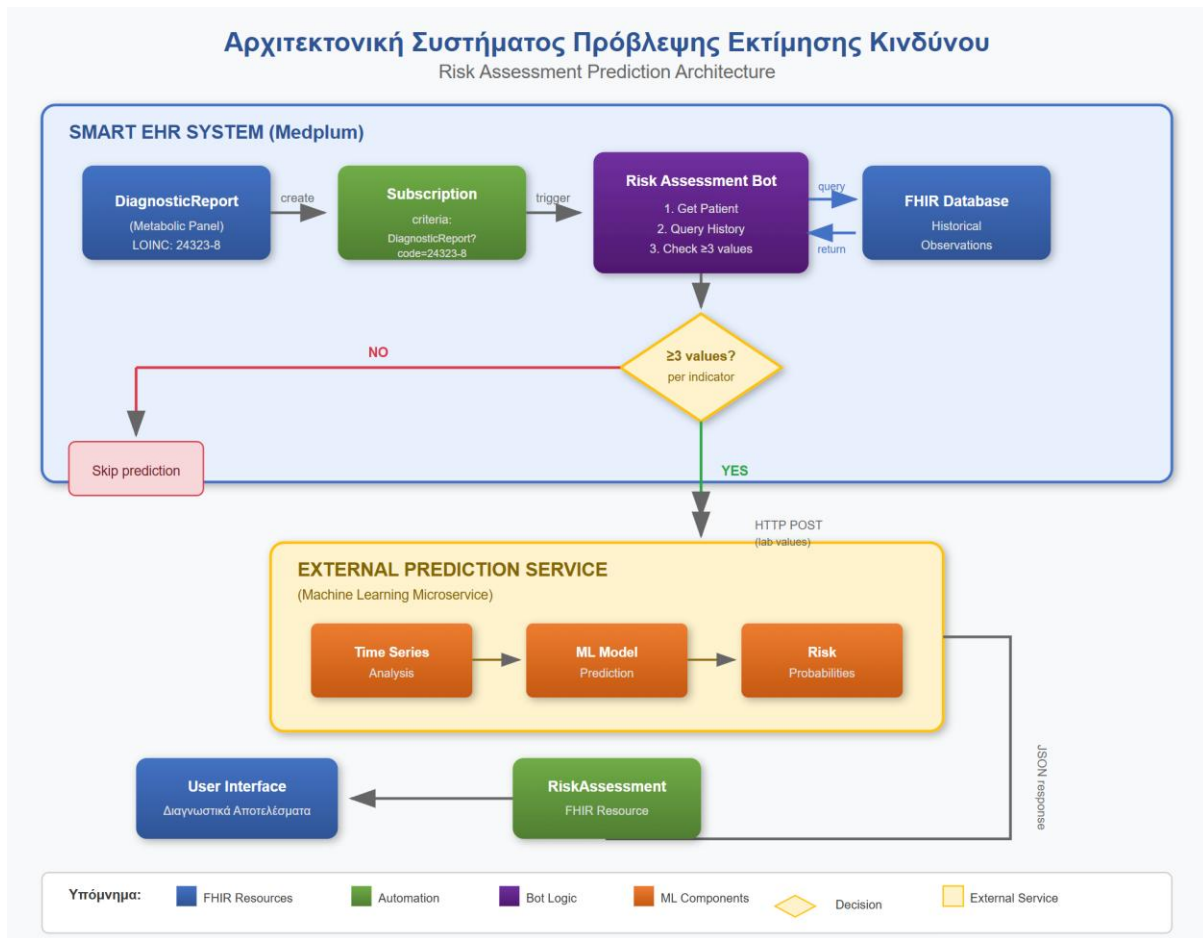 Αρχιτεκτονική Συστήματος Πρόβλεψης Εκτίμησης Κινδύνου
Risk Assessment Prediction Architecture
SMART EHR SYSTEM (Medplum)
DiagnosticReport
(Metabolic Panel)
LOINC: 24323-8
create
Subscription
criteria:
DiagnosticReport?
code=24323-8
trigger
Risk Assessment Bot
1. Get Patient
2. Query History
3. Check ≥3 values
query
return
FHIR Database
Historical
Observations
≥3 values?
per indicator
NO
Skip prediction
YES
HTTP POST
(lab values)
EXTERNAL PREDICTION SERVICE
(Machine Learning Microservice)
Time Series
Analysis
ML Model
Prediction
Risk
Probabilities
JSON response
User Interface
Διαγνωστικά Αποτελέσματα
RiskAssessment
FHIR Resource
Υπόμνημα:
FHIR Resources
Automation
Bot Logic
ML Components
Decision
External Service